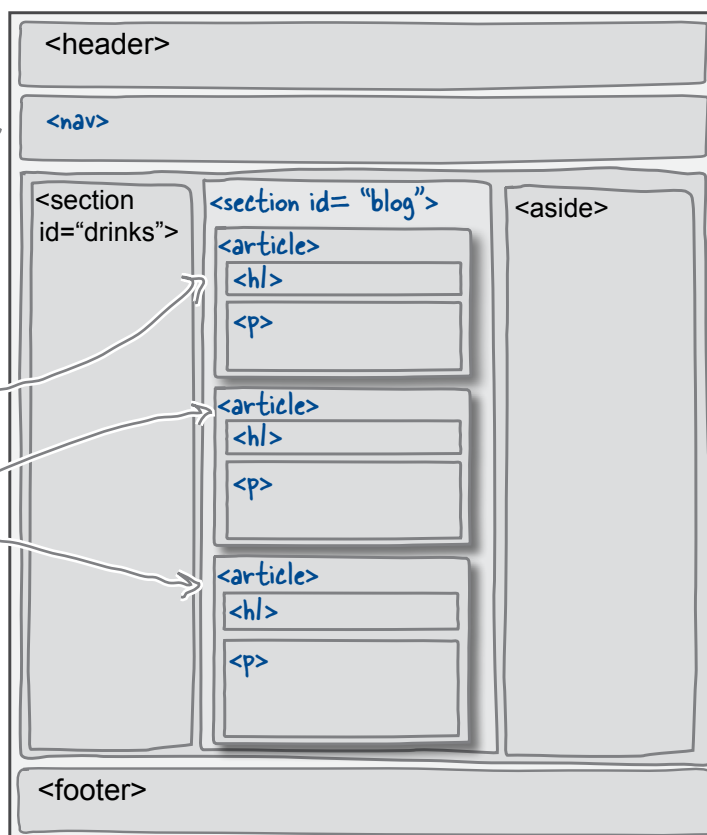 <header>
<nav>
<section
id=“drinks”>
<section id= “blog”>
<article>
<h1>
<p>
<article>
<h1>
<p>
<article>
<h1>
<p>
<aside>
<footer>